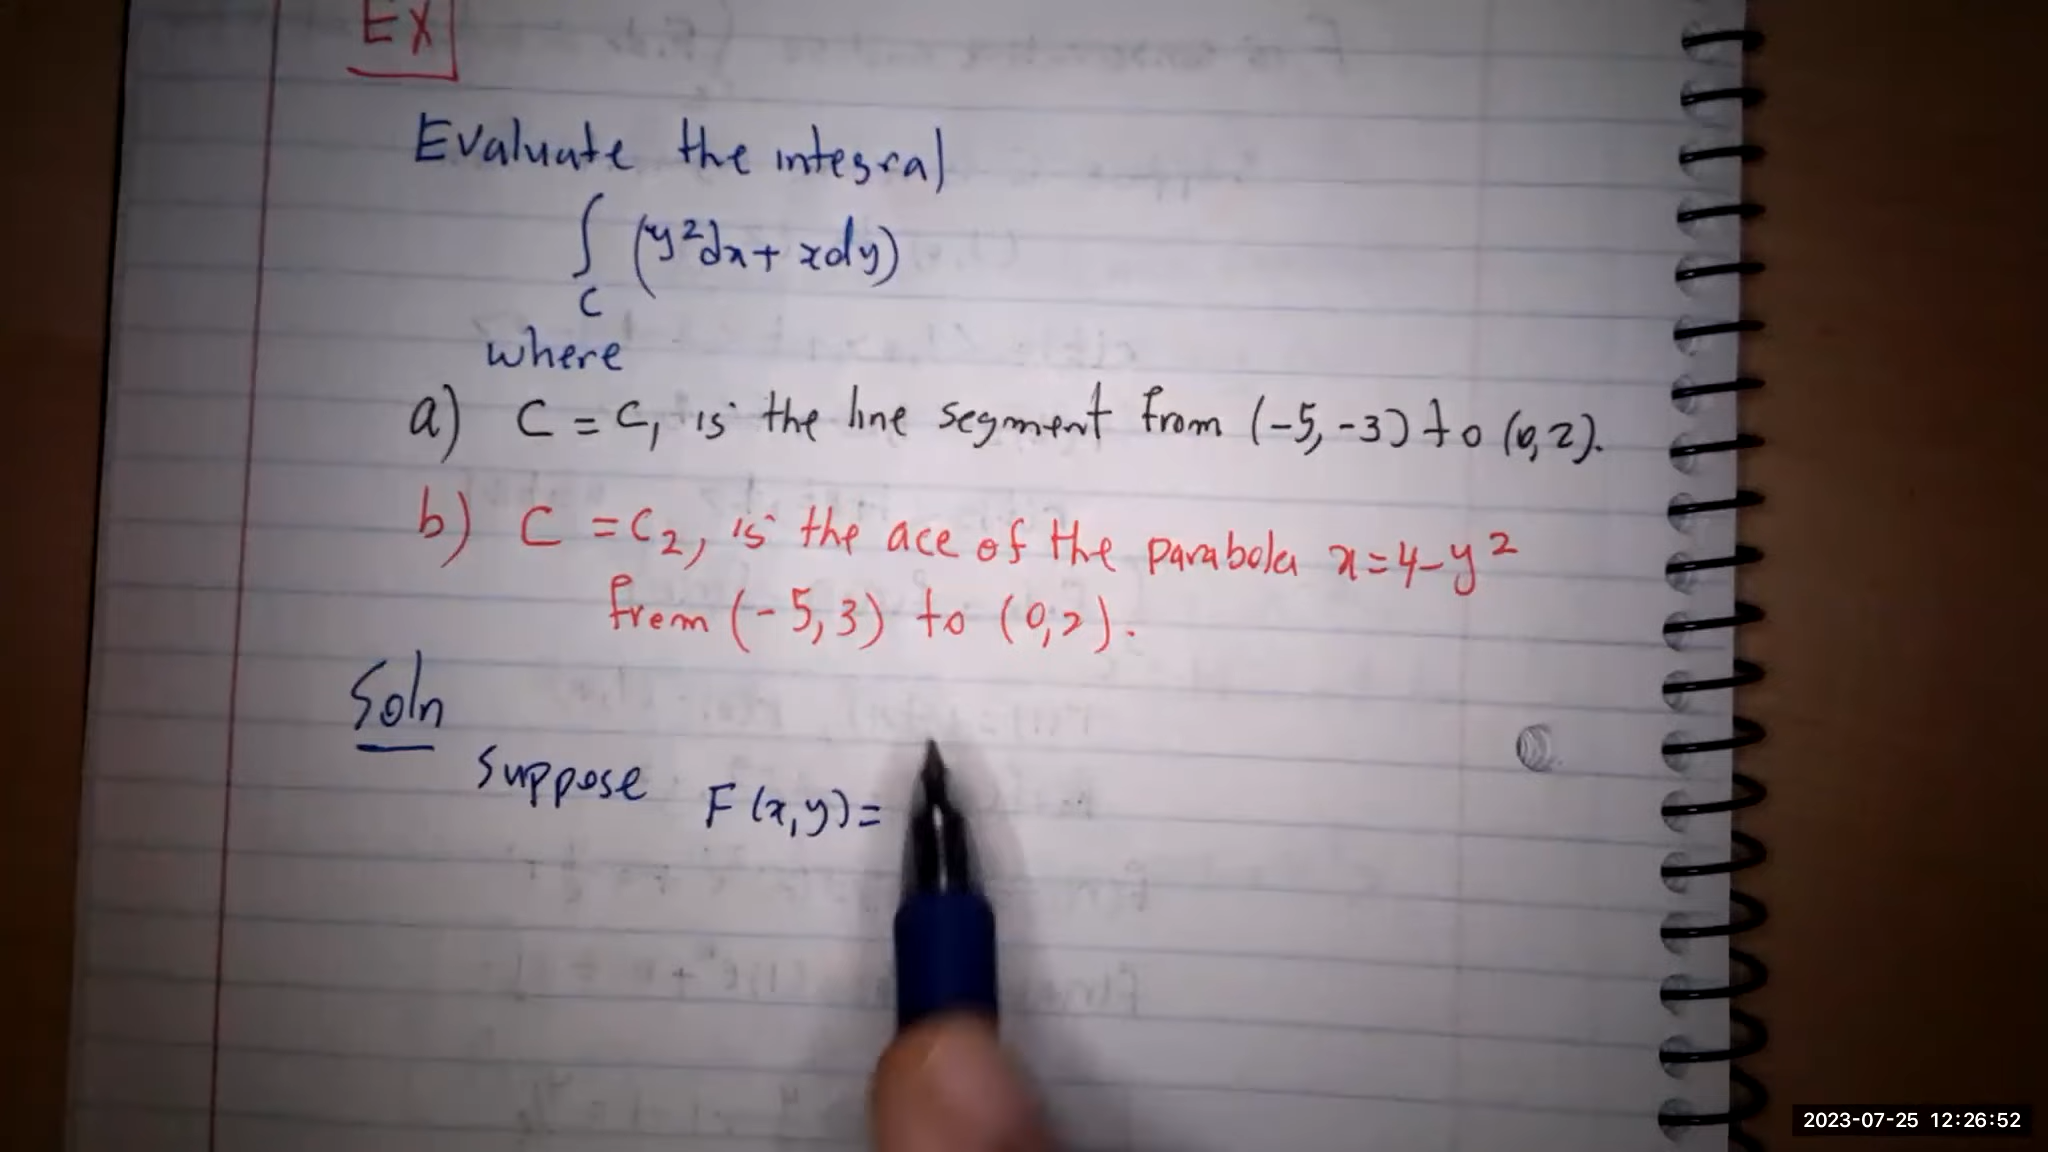 EX
Evaluate the integral
∫ (y²dx + xdy)
C
where
a) C = C₁ is the line segment from (-5, -3) to (0, 2).
b) C = C₂, is the ace of the parabola x = 4 - y²
from (-5, 3) to (0, 2).
Soln
Suppose F(x, y) =
2023-07-25 12:26:52